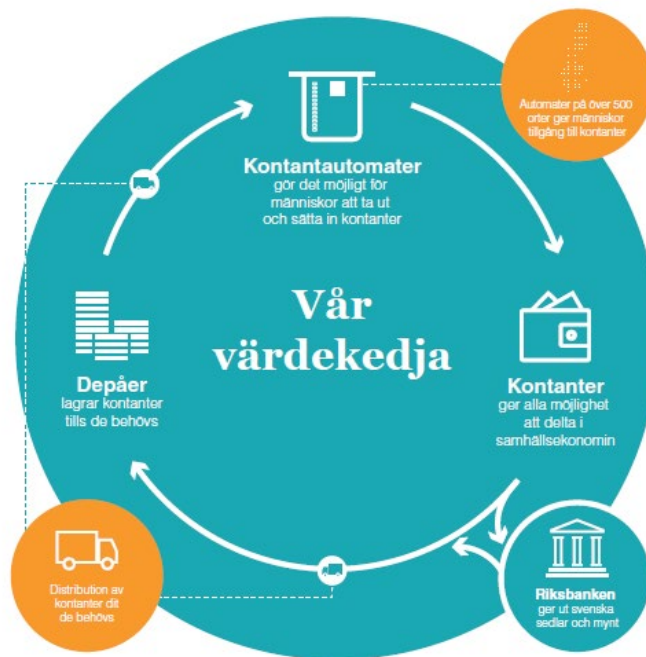 Automater på över 500
orter ger människor
tillgång till kontanter
Kontantautomater
gör det möjligt för
människor att ta ut
och sätta in kontanter
Vår
värdekedja
Depåer
lagrar kontanter
tills de behövs
Kontanter
ger alla möjlighet
att delta i
samhällsekonomin
Distribution av
kontanter dit
de behövs
Riksbanken
ger ut svenska
sedlar och mynt